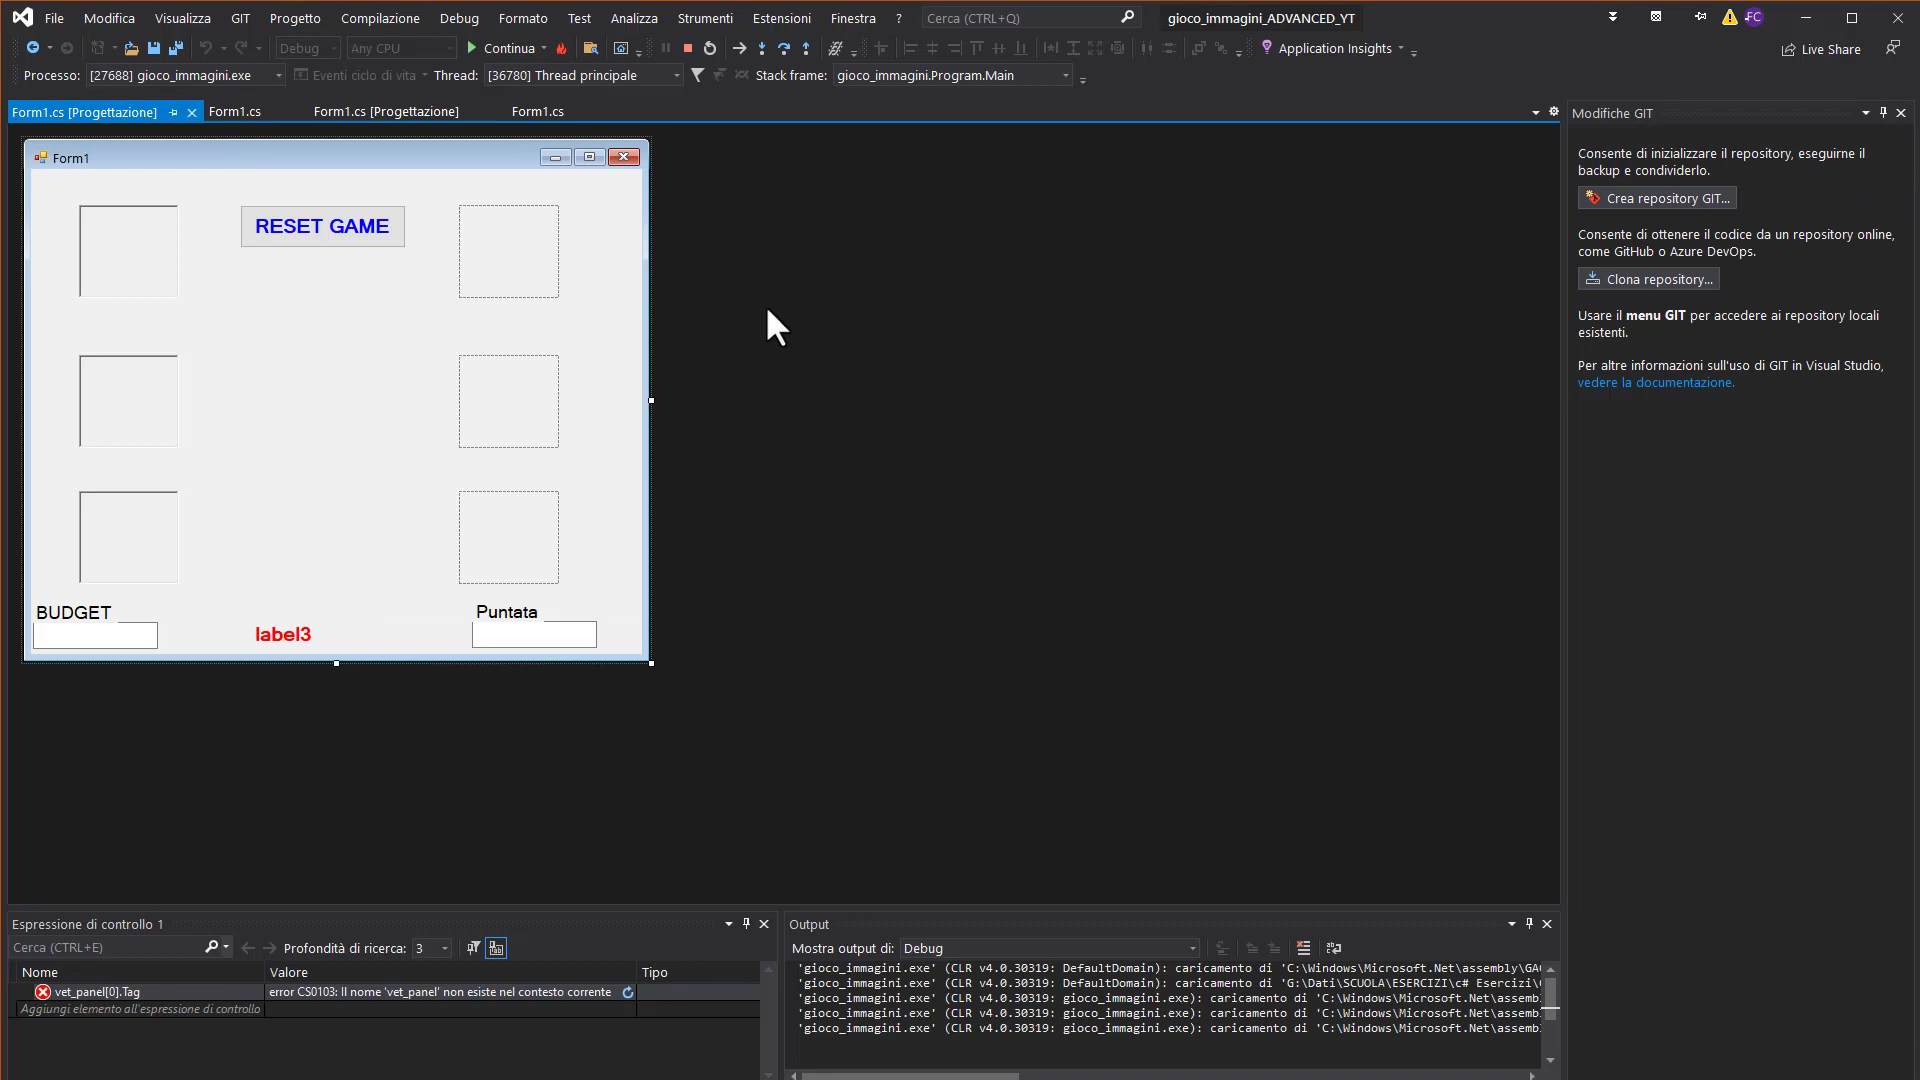 File Modifica Visualizza GIT Progetto Compilazione Debug Formato Test Analizza Strumenti Estensioni Finestra ? Cerca (CTRL+Q) gioco_immagini_ADVANCED_YT FC
Debug Any CPU Continua Application Insights Live Share
Processo: [27688] gioco_immagini.exe Eventi ciclo di vita Thread: [36780] Thread principale Stack frame: gioco_immagini.Program.Main
Form1.cs [Progettazione] Form1.cs Form1.cs [Progettazione] Form1.cs
Form1
RESET GAME
BUDGET
label3
Puntata
Modifiche GIT
Consente di inizializzare il repository, eseguirne il
backup e condividerlo.
Crea repository GIT...
Consente di ottenere il codice da un repository online,
come GitHub o Azure DevOps.
Clona repository...
Usare il menu GIT per accedere ai repository locali
esistenti.
Per altre informazioni sull'uso di GIT in Visual Studio,
vedere la documentazione.
Espressione di controllo 1
Cerca (CTRL+E) Profondità di ricerca: 3
Nome Valore Tipo
vet_panel[0].Tag error CS0103: Il nome 'vet_panel' non esiste nel contesto corrente
Aggiungi elemento all'espressione di controllo
Output
Mostra output di: Debug
'gioco_immagini.exe' (CLR v4.0.30319: DefaultDomain): caricamento di 'C:\Windows\Microsoft.Net\assembly\GA
'gioco_immagini.exe' (CLR v4.0.30319: DefaultDomain): caricamento di 'G:\Dati\SCUOLA\ESERCIZI\c# Esercizi\
'gioco_immagini.exe' (CLR v4.0.30319: gioco_immagini.exe): caricamento di 'C:\Windows\Microsoft.Net\assemb
'gioco_immagini.exe' (CLR v4.0.30319: gioco_immagini.exe): caricamento di 'C:\Windows\Microsoft.Net\assemb
'gioco_immagini.exe' (CLR v4.0.30319: gioco_immagini.exe): caricamento di 'C:\Windows\Microsoft.Net\assemb